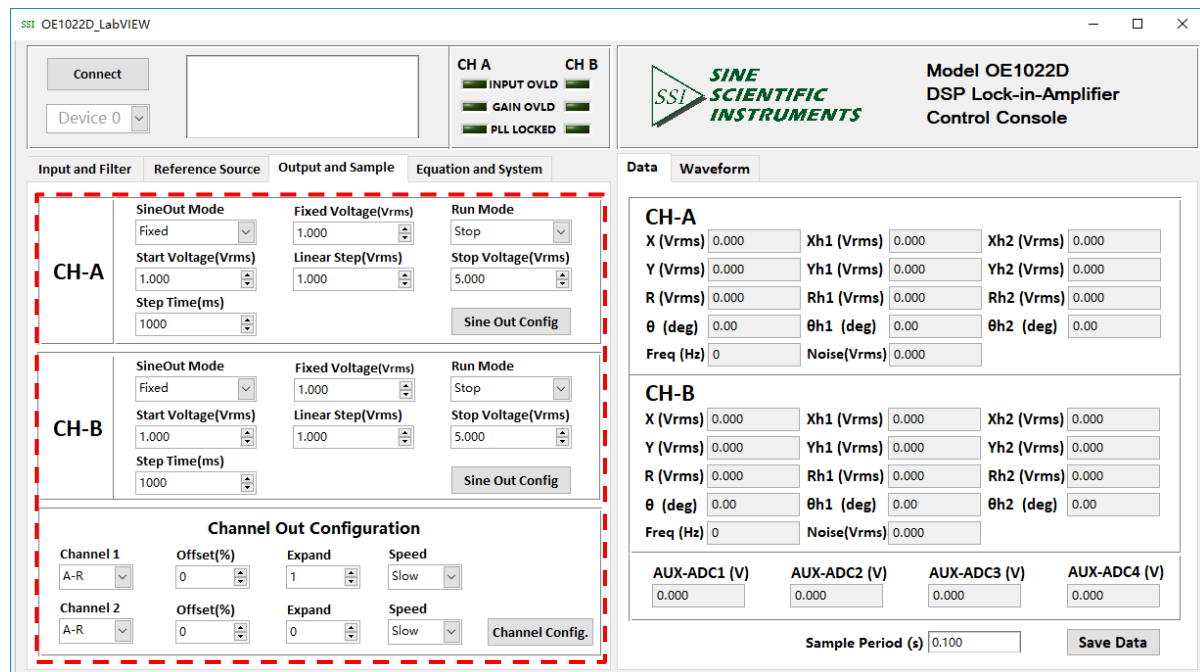 SSI OE1022D_LabVIEW
Connect
Device 0
CH A CH B
INPUT OVLD
GAIN OVLD
PLL LOCKED
SSI
SINE
SCIENTIFIC
INSTRUMENTS
Model OE1022D
DSP Lock-in-Amplifier
Control Console
Input and Filter Reference Source Output and Sample Equation and System
CH-A
SineOut Mode Fixed Voltage(Vrms) Run Mode
Fixed 1.000 Stop
Start Voltage(Vrms) Linear Step(Vrms) Stop Voltage(Vrms)
1.000 1.000 5.000
Step Time(ms)
1000 Sine Out Config
CH-B
SineOut Mode Fixed Voltage(Vrms) Run Mode
Fixed 1.000 Stop
Start Voltage(Vrms) Linear Step(Vrms) Stop Voltage(Vrms)
1.000 1.000 5.000
Step Time(ms)
1000 Sine Out Config
Channel Out Configuration
Channel 1 Offset(%) Expand Speed
A-R 0 1 Slow
Channel 2 Offset(%) Expand Speed
A-R 0 0 Slow Channel Config.
Data Waveform
CH-A
X (Vrms) 0.000 Xh1 (Vrms) 0.000 Xh2 (Vrms) 0.000
Y (Vrms) 0.000 Yh1 (Vrms) 0.000 Yh2 (Vrms) 0.000
R (Vrms) 0.000 Rh1 (Vrms) 0.000 Rh2 (Vrms) 0.000
θ (deg) 0.00 θh1 (deg) 0.00 θh2 (deg) 0.00
Freq (Hz) 0 Noise(Vrms) 0.000
CH-B
X (Vrms) 0.000 Xh1 (Vrms) 0.000 Xh2 (Vrms) 0.000
Y (Vrms) 0.000 Yh1 (Vrms) 0.000 Yh2 (Vrms) 0.000
R (Vrms) 0.000 Rh1 (Vrms) 0.000 Rh2 (Vrms) 0.000
θ (deg) 0.00 θh1 (deg) 0.00 θh2 (deg) 0.00
Freq (Hz) 0 Noise(Vrms) 0.000
AUX-ADC1 (V) AUX-ADC2 (V) AUX-ADC3 (V) AUX-ADC4 (V)
0.000 0.000 0.000 0.000
Sample Period (s) 0.100 Save Data